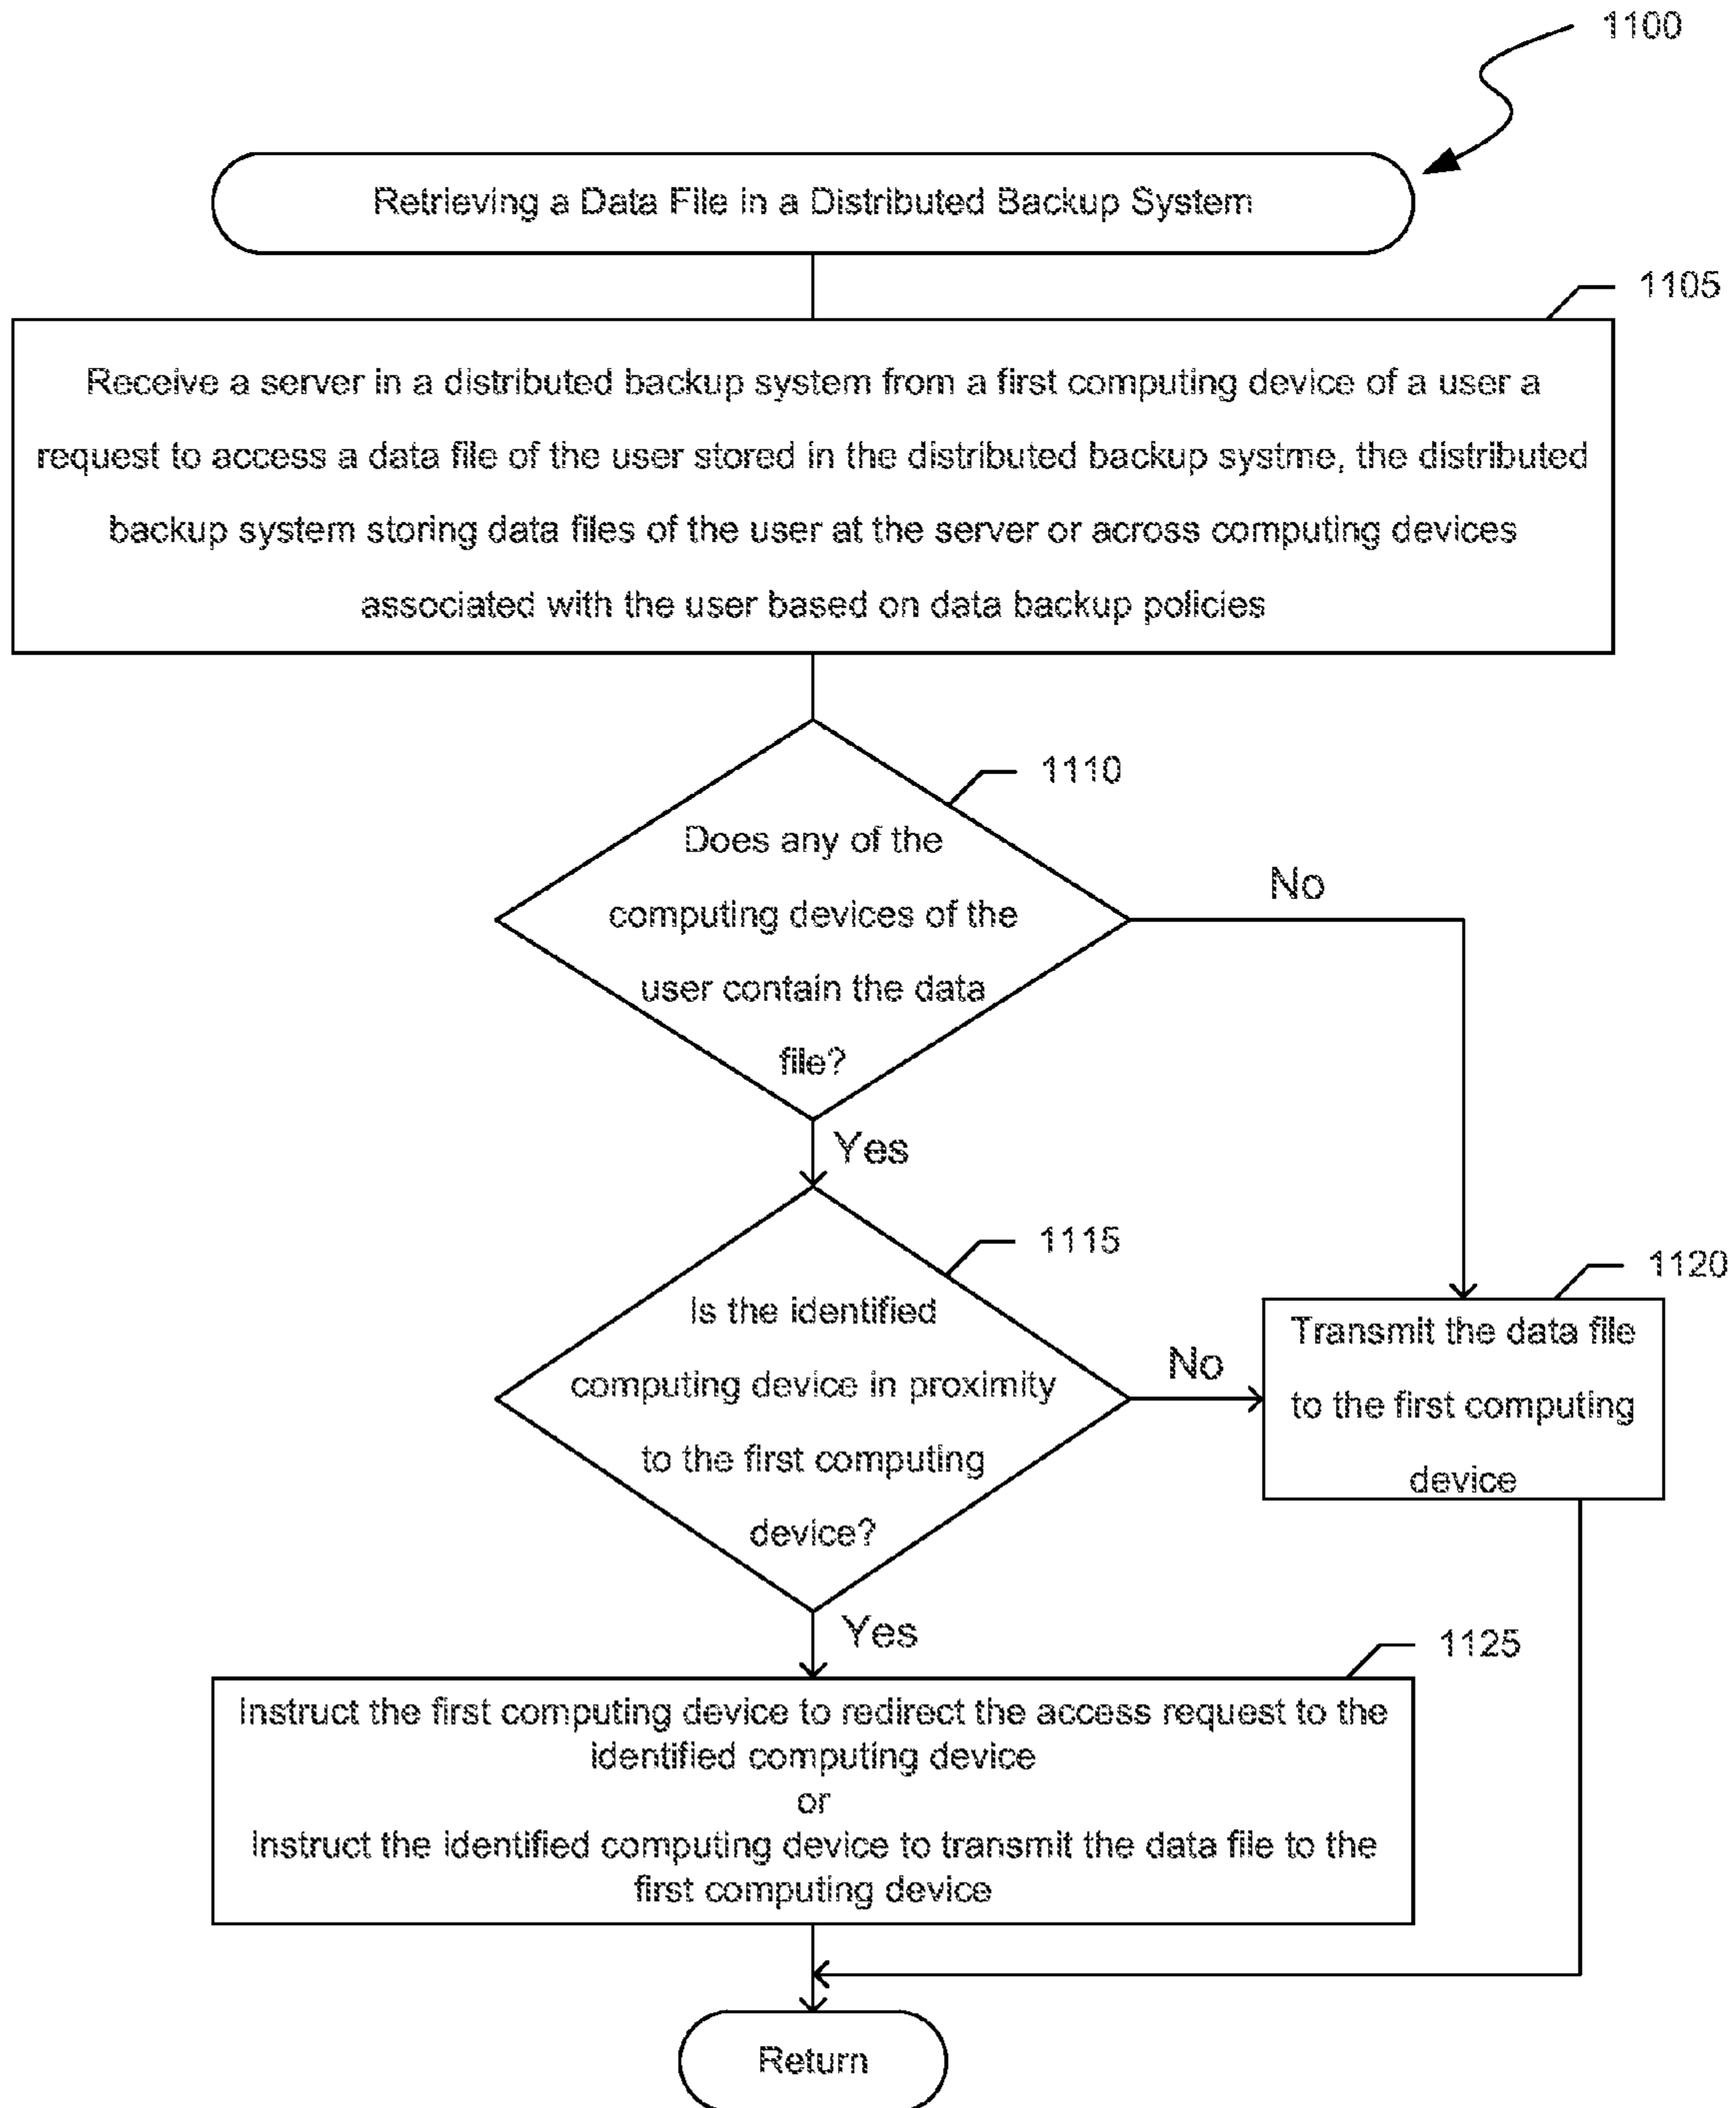 1100
Retrieving a Data File in a Distributed Backup System
1105
Receive a server in a distributed backup system from a first computing device of a user a
request to access a data file of the user stored in the distributed backup systme, the distributed
backup system storing data files of the user at the server or across computing devices
associated with the user based on data backup policies
1110
Does any of the
computing devices of the
user contain the data
file?
No
Yes
1115
Is the identified
computing device in proximity
to the first computing
device?
No
1120
Transmit the data file
to the first computing
device
Yes
1125
Instruct the first computing device to redirect the access request to the
identified computing device
or
Instruct the identified computing device to transmit the data file to the
first computing device
Return